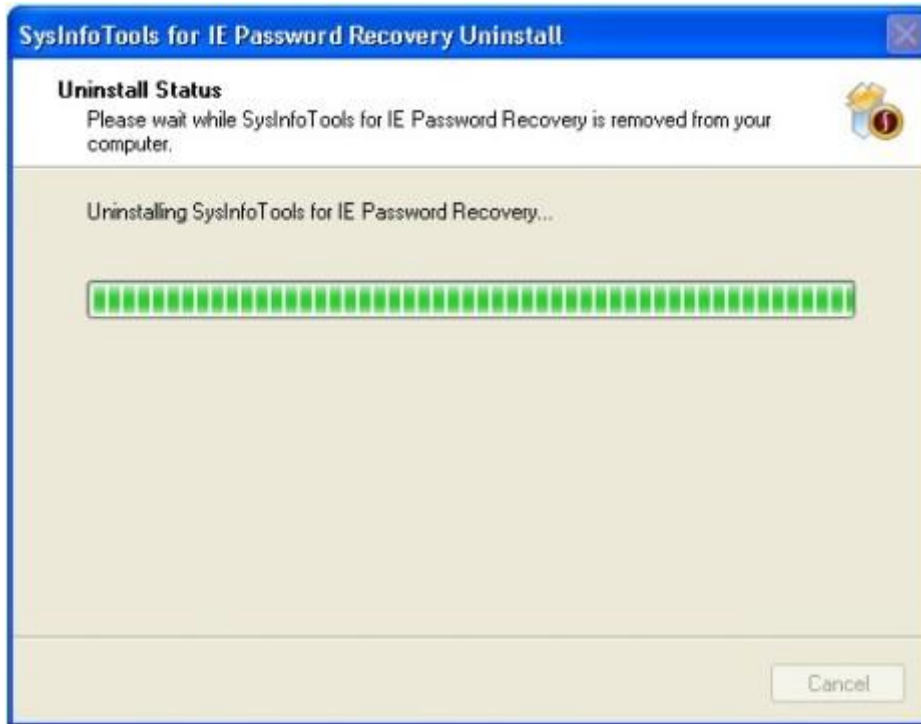 SysInfoTools for IE Password Recovery Uninstall
Uninstall Status
Please wait while SysInfoTools for IE Password Recovery is removed from your
computer.
Uninstalling SysInfoTools for IE Password Recovery...
Cancel